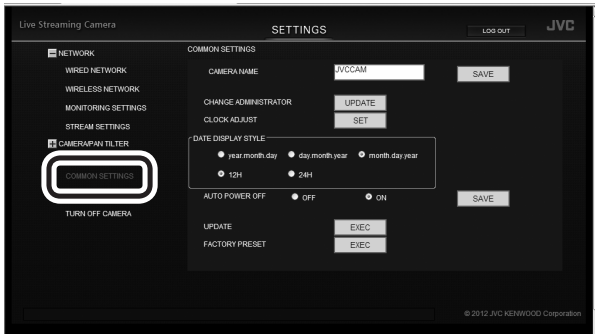 Live Streaming Camera
SETTINGS
LOG OUT
JVC
NETWORK
WIRED NETWORK
WIRELESS NETWORK
MONITORING SETTINGS
STREAM SETTINGS
CAMERA/PAN TILTER
COMMON SETTINGS
TURN OFF CAMERA
COMMON SETTINGS
CAMERA NAME
JVCCAM
SAVE
CHANGE ADMINISTRATOR
UPDATE
CLOCK ADJUST
SET
DATE DISPLAY STYLE
year.month.day day.month.year month.day.year
12H 24H
AUTO POWER OFF
OFF ON
SAVE
UPDATE
EXEC
FACTORY PRESET
EXEC
© 2012 JVC KENWOOD Corporation